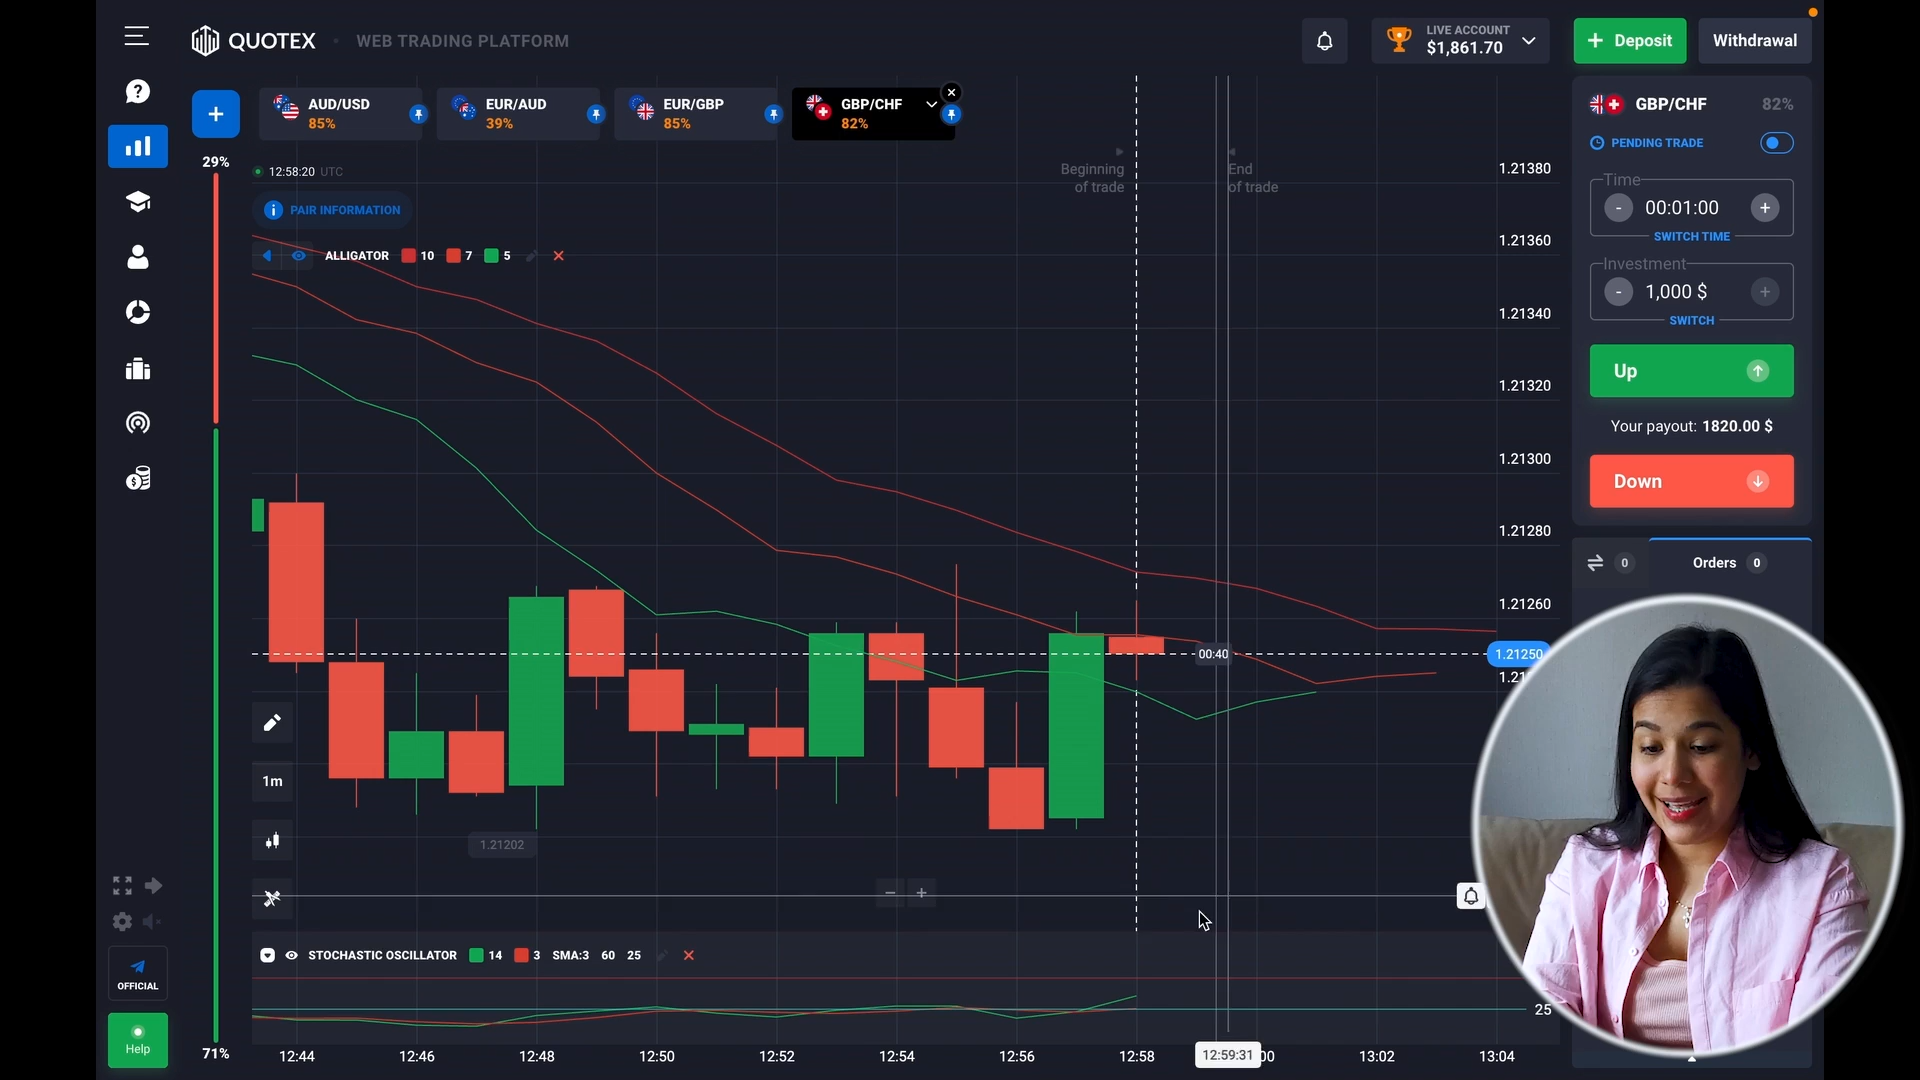 QUOTEX
WEB TRADING PLATFORM
LIVE ACCOUNT
$1,861.70
+ Deposit
Withdrawal
+
AUD/USD
85%
EUR/AUD
39%
EUR/GBP
85%
GBP/CHF
82%
29%
12:58:20 UTC
PAIR INFORMATION
ALLIGATOR 10 7 5
Beginning
of trade
End
of trade
1.21380
1.21360
1.21340
1.21320
1.21300
1.21280
1.21260
1.21250
00:40
1m
1.21202
GBP/CHF 82%
PENDING TRADE
Time
- 00:01:00 +
SWITCH TIME
Investment
- 1,000 $ +
SWITCH
Up
Your payout: 1820.00 $
Down
0
Orders 0
OFFICIAL
Help
71%
STOCHASTIC OSCILLATOR 14 3 SMA:3 60 25
25
12:44 12:46 12:48 12:50 12:52 12:54 12:56 12:58 12:59:31 13:02 13:04